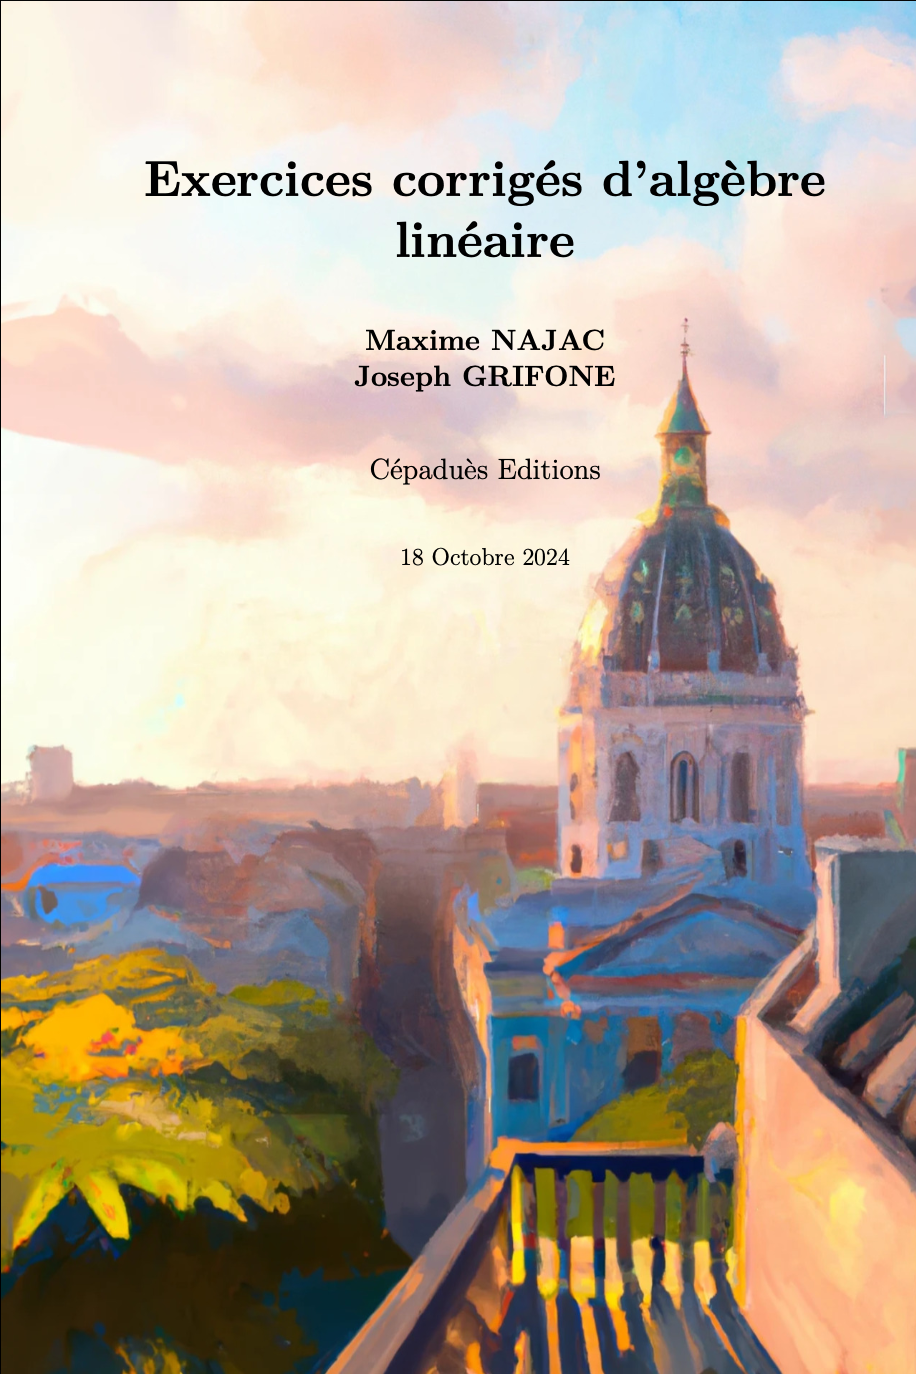 Exercices corrigés d'algèbre
linéaire
Maxime NAJAC
Joseph GRIFONE
Cépaduès Editions
18 Octobre 2024